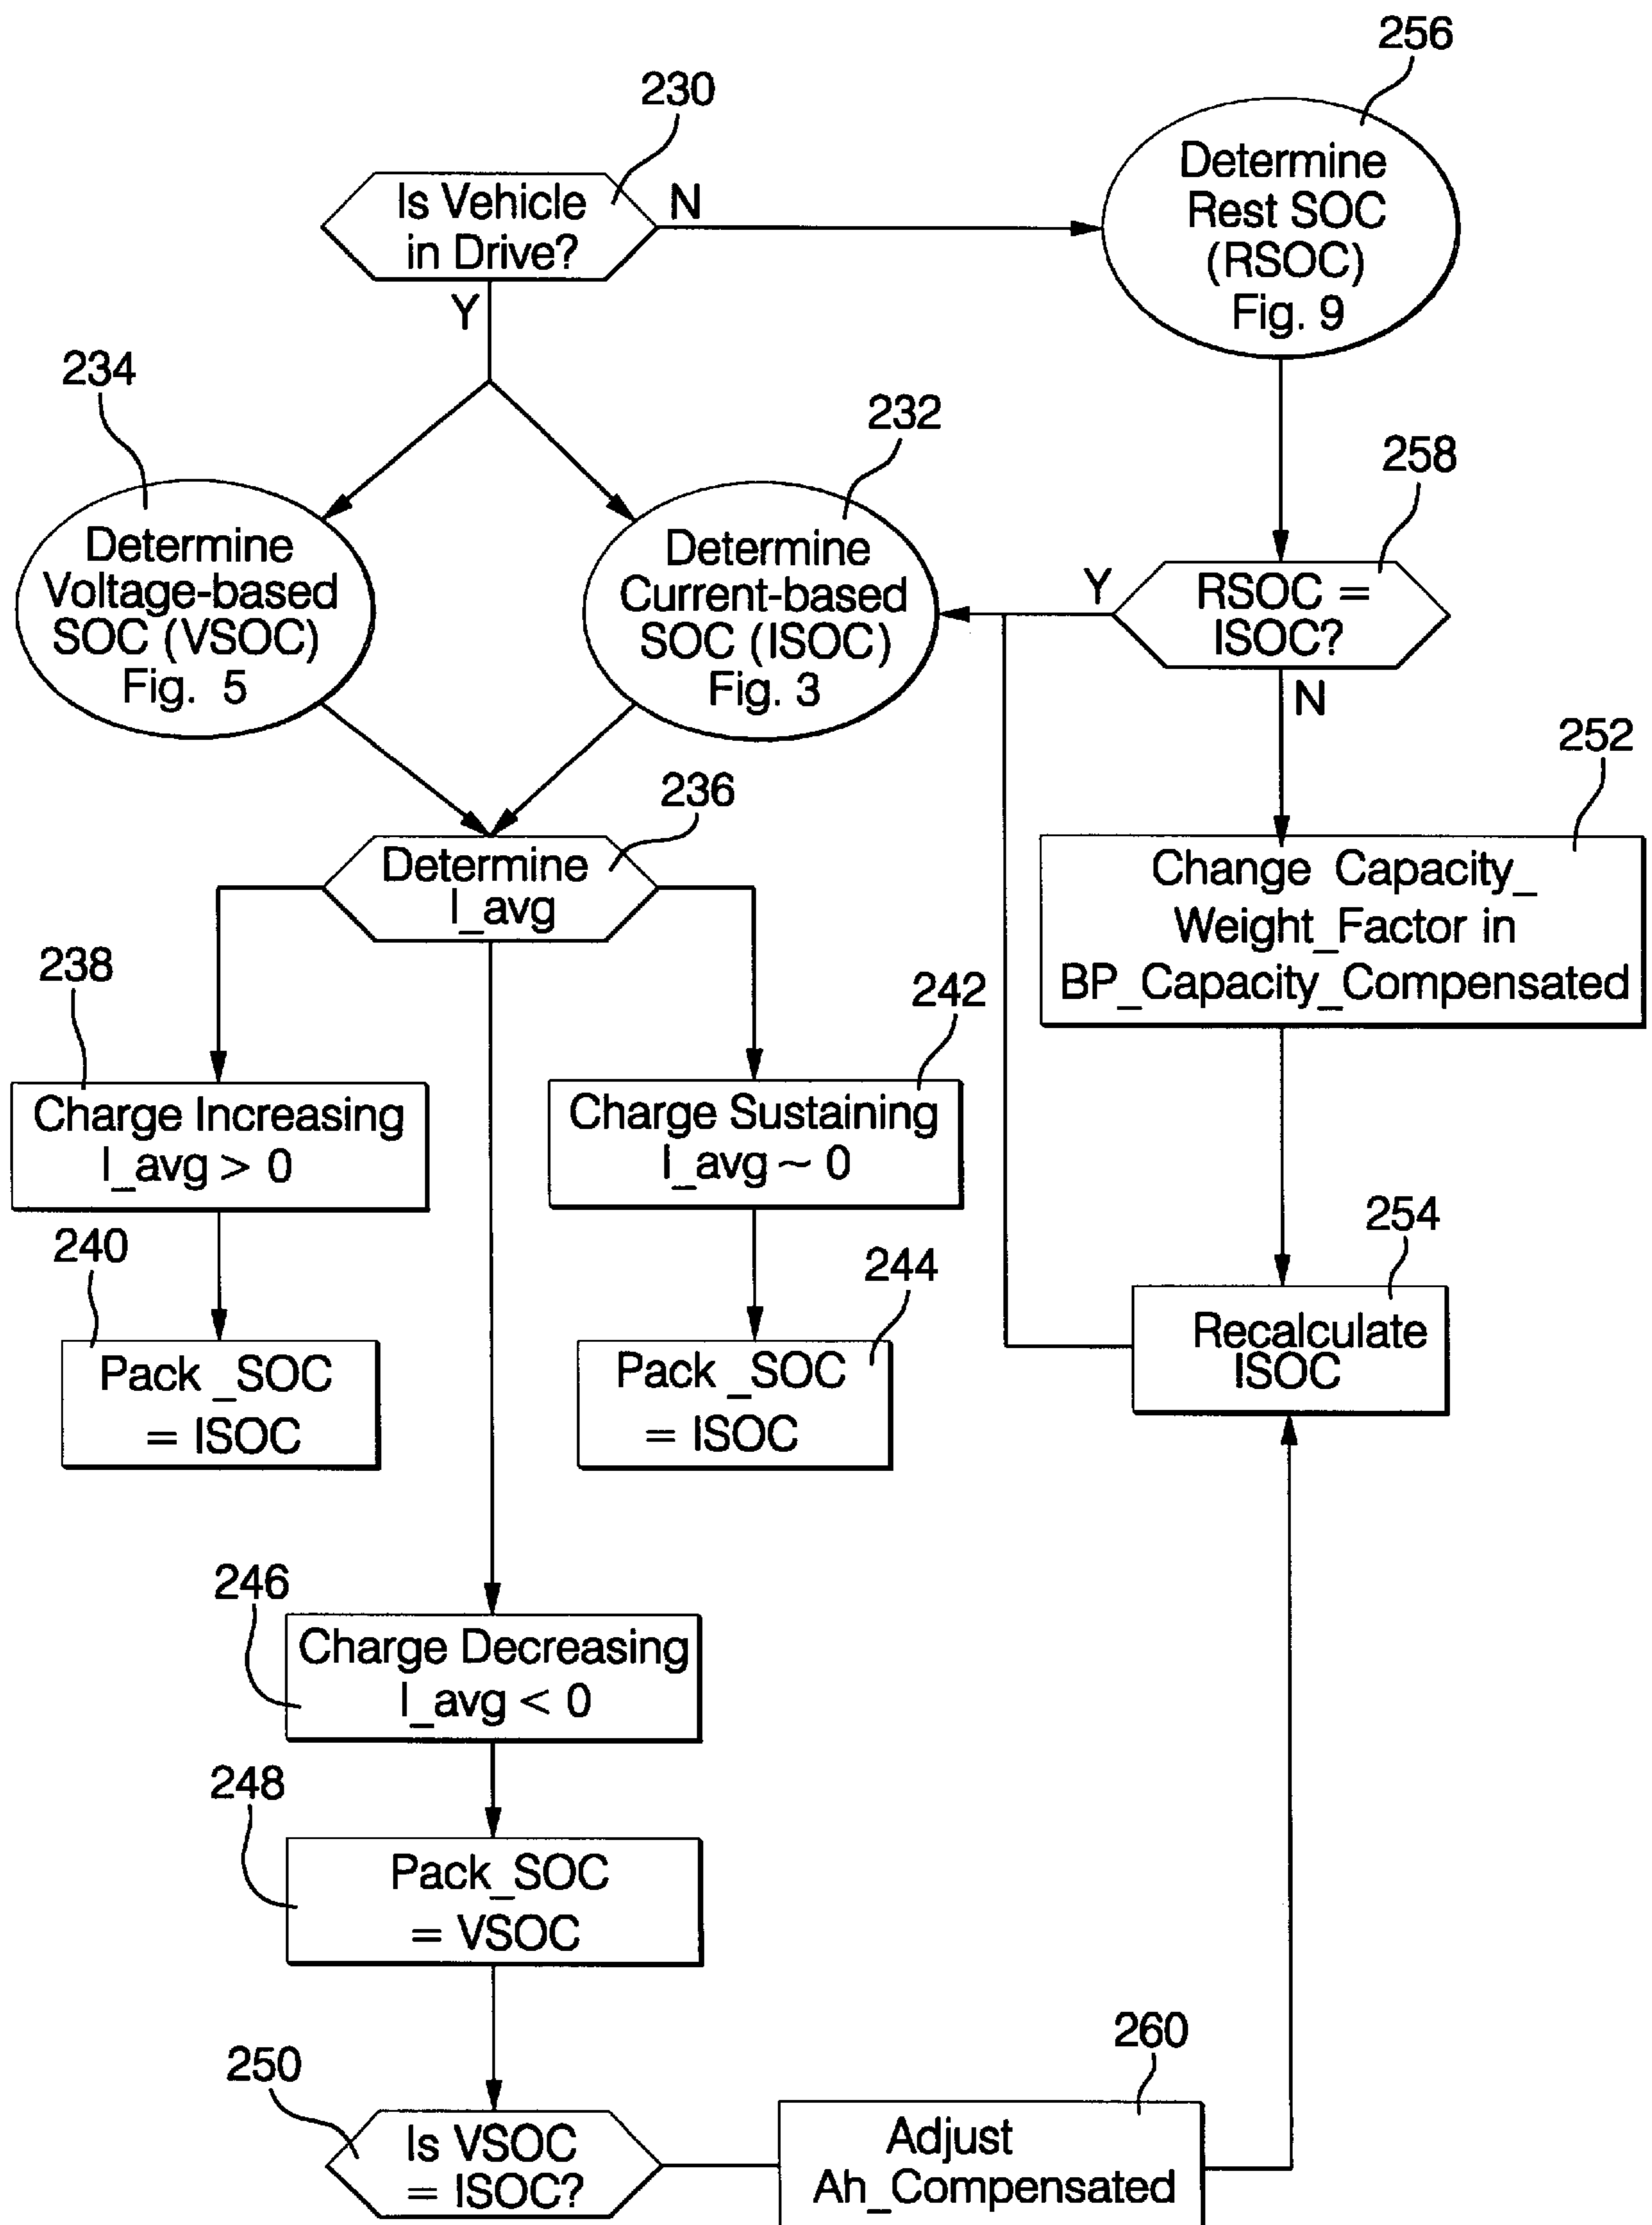 256
230
Determine
Rest SOC
(RSOC)
Fig. 9
Is Vehicle
in Drive?
N
Y
234
232
258
Determine
Voltage-based
SOC (VSOC)
Fig. 5
Determine
Current-based
SOC (ISOC)
Fig. 3
Y
RSOC =
ISOC?
N
252
236
Determine
I_avg
Change Capacity_
Weight_Factor in
BP_Capacity_Compensated
238
242
Charge Increasing
I_avg > 0
Charge Sustaining
I_avg ~ 0
254
240
244
Recalculate
ISOC
Pack _SOC
= ISOC
Pack _SOC
= ISOC
246
Charge Decreasing
I_avg < 0
248
Pack_SOC
= VSOC
260
250
Is VSOC
= ISOC?
Adjust
Ah_Compensated